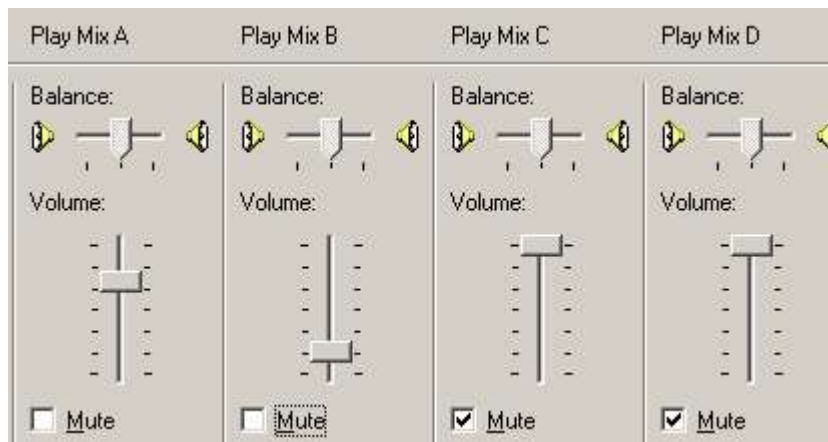 Play Mix A Play Mix B Play Mix C Play Mix D
Balance: Balance: Balance: Balance:
Volume: Volume: Volume: Volume:
Mute Mute Mute Mute